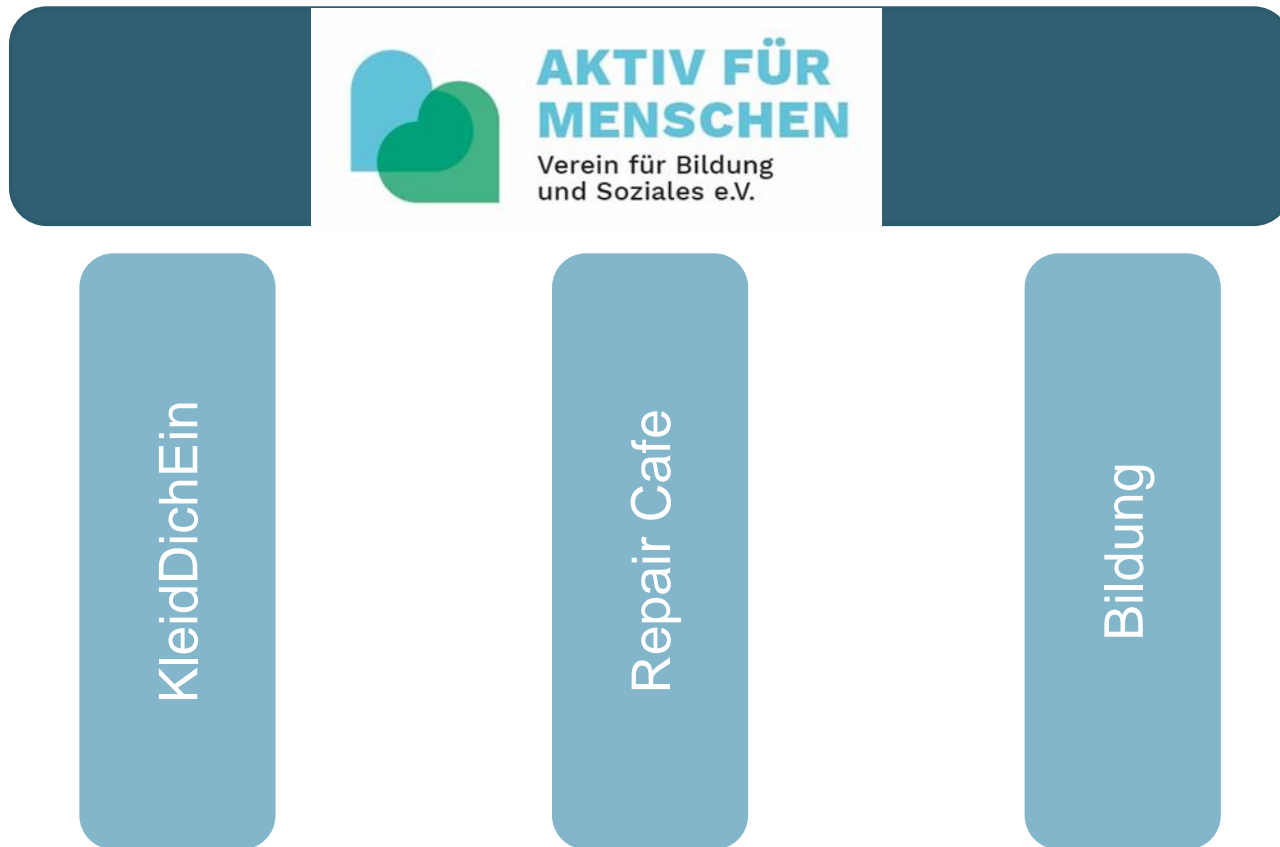 AKTIV FÜR
MENSCHEN
Verein für Bildung
und Soziales e.V.
KleidDichEin
Repair Cafe
Bildung